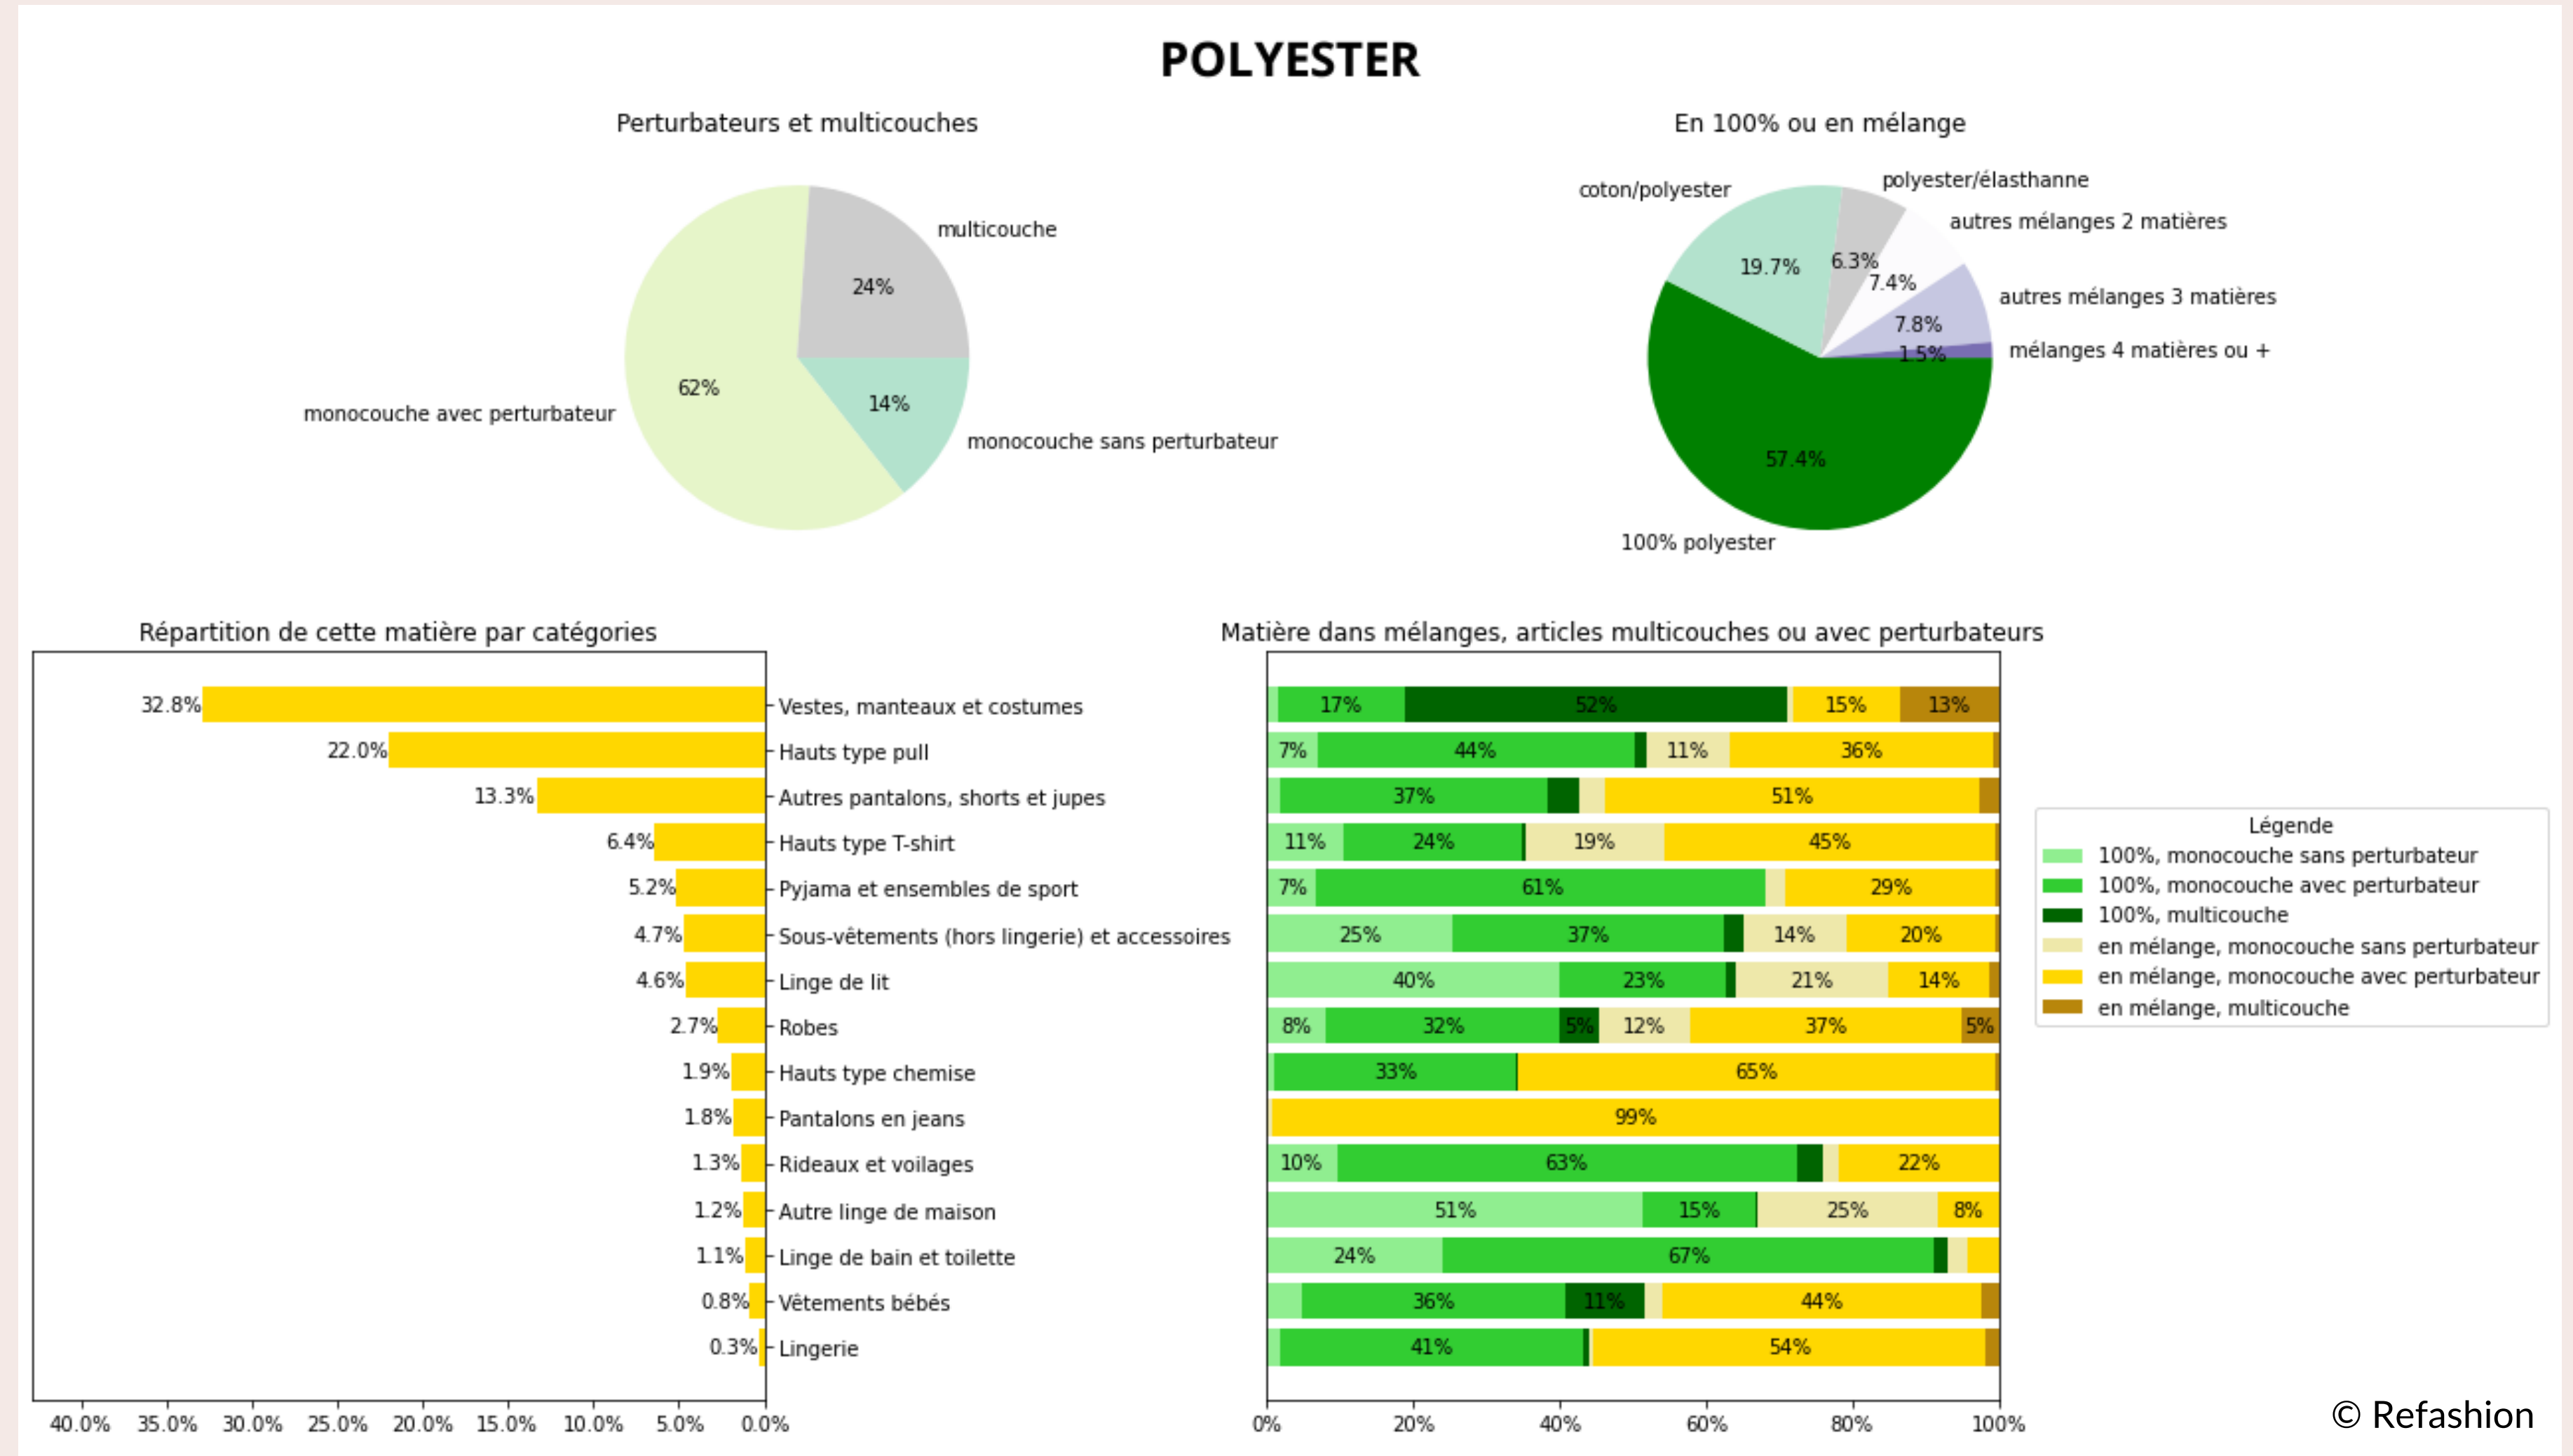 POLYESTER
Perturbateurs et multicouches
multicouche
24%
62%
14%
monocouche avec perturbateur
monocouche sans perturbateur
En 100% ou en mélange
polyester/élasthanne
coton/polyester
autres mélanges 2 matières
19.7%
6.3%
7.4%
autres mélanges 3 matières
7.8%
1.5%
mélanges 4 matières ou +
57.4%
100% polyester
Répartition de cette matière par catégories
32.8% Vestes, manteaux et costumes
22.0% Hauts type pull
13.3% Autres pantalons, shorts et jupes
6.4% Hauts type T-shirt
5.2% Pyjama et ensembles de sport
4.7% Sous-vêtements (hors lingerie) et accessoires
4.6% Linge de lit
2.7% Robes
1.9% Hauts type chemise
1.8% Pantalons en jeans
1.3% Rideaux et voilages
1.2% Autre linge de maison
1.1% Linge de bain et toilette
0.8% Vêtements bébés
0.3% Lingerie
40.0% 35.0% 30.0% 25.0% 20.0% 15.0% 10.0% 5.0% 0.0%
Matière dans mélanges, articles multicouches ou avec perturbateurs
17% 52% 15% 13%
7% 44% 11% 36%
37% 51%
11% 24% 19% 45%
7% 61% 29%
25% 37% 14% 20%
40% 23% 21% 14%
8% 32% 5% 12% 37% 5%
33% 65%
99%
10% 63% 22%
51% 15% 25% 8%
24% 67%
36% 11% 44%
41% 54%
0% 20% 40% 60% 80% 100%
Légende
100%, monocouche sans perturbateur
100%, monocouche avec perturbateur
100%, multicouche
en mélange, monocouche sans perturbateur
en mélange, monocouche avec perturbateur
en mélange, multicouche
© Refashion